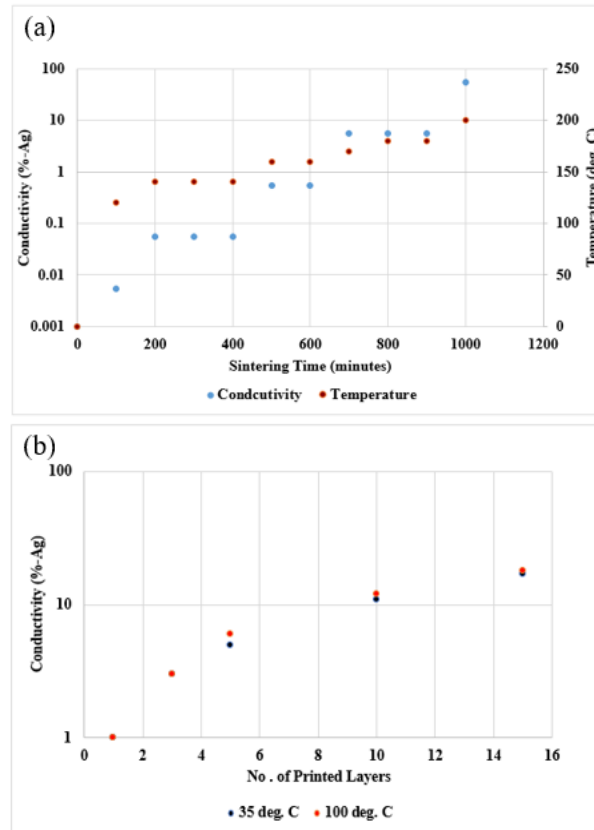 (a)
Conductivity (%-Ag)
100
10
1
0.1
0.01
0.001
250
200
150
100
50
0
Temperature (deg. C)
0 200 400 600 800 1000 1200
Sintering Time (minutes)
Condcutivity Temperature
(b)
Conductivity (%-Ag)
100
10
1
0 2 4 6 8 10 12 14 16
No . of Printed Layers
35 deg. C 100 deg. C